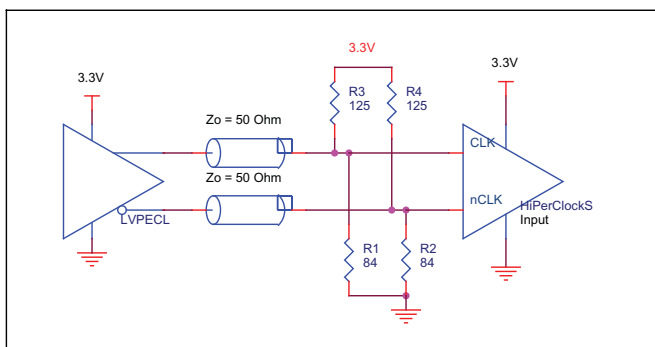 3.3V
3.3V
3.3V
R3
125
R4
125
Zo = 50 Ohm
CLK
Zo = 50 Ohm
nCLK
HiPerClockS
Input
LVPECL
R1
84
R2
84